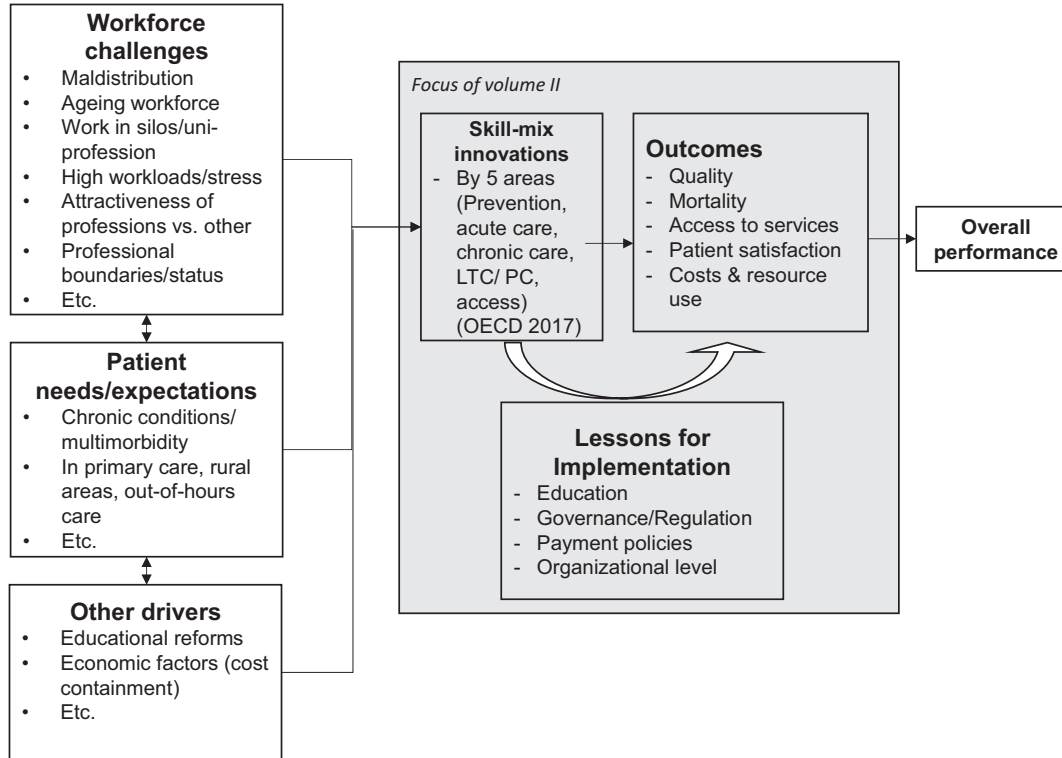 Workforce
challenges
• Maldistribution
• Ageing workforce
• Work in silos/uni-
profession
• High workloads/stress
• Attractiveness of
professions vs. other
• Professional
boundaries/status
• Etc.
Patient
needs/expectations
• Chronic conditions/
multimorbidity
• In primary care, rural
areas, out-of-hours
care
• Etc.
Other drivers
• Educational reforms
• Economic factors (cost
containment)
• Etc.
Focus of volume II
Skill-mix
innovations
- By 5 areas
(Prevention,
acute care,
chronic care,
LTC/ PC,
access)
(OECD 2017)
Outcomes
- Quality
- Mortality
- Access to services
- Patient satisfaction
- Costs & resource
use
Lessons for
Implementation
- Education
- Governance/Regulation
- Payment policies
- Organizational level
Overall
performance